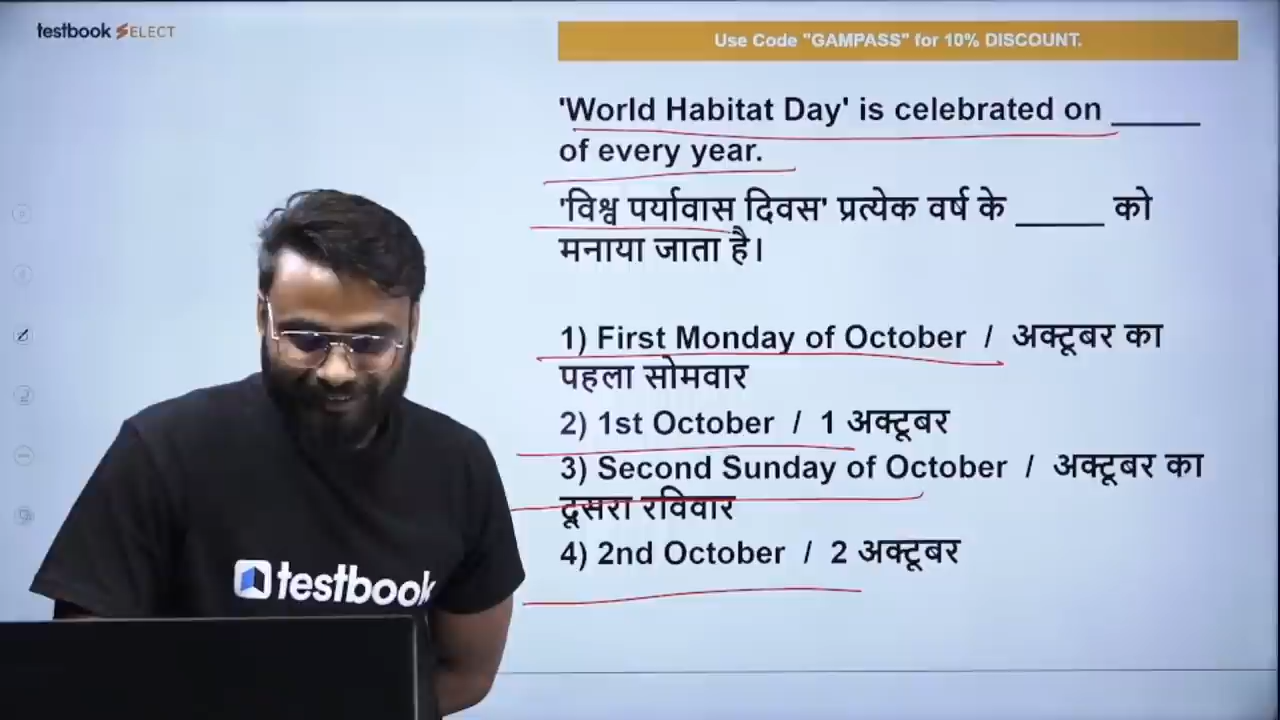 testbook SELECT
Use Code "GAMPASS" for 10% DISCOUNT.
'World Habitat Day' is celebrated on _____
of every year.
'विश्व पर्यावास दिवस' प्रत्येक वर्ष के _____ को
मनाया जाता है।
1) First Monday of October / अक्टूबर का
पहला सोमवार
2) 1st October / 1 अक्टूबर
3) Second Sunday of October / अक्टूबर का
दूसरा रविवार
4) 2nd October / 2 अक्टूबर
testbook